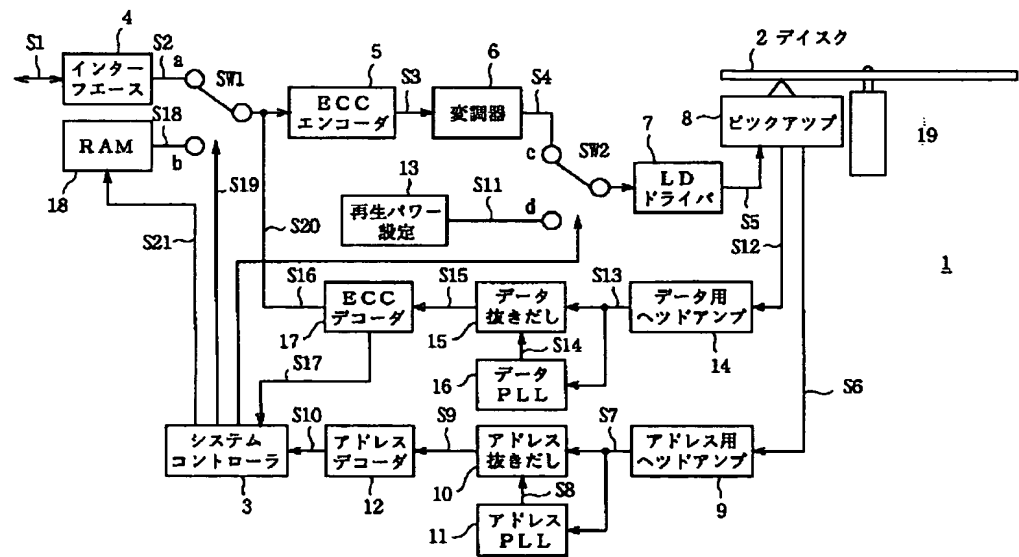 S1
4
インター
フエース
S2
a
SW1
5
ECC
エンコーダ
S3
6
変調器
S4
c
SW2
7
LD
ドライバ
S5
2 ディスク
8
ピックアップ
19
RAM
18
S18
b
S19
S21
S20
13
再生パワー
設定
S11
d
S12
1
S16
ECC
デコーダ
17
S17
S15
データ
抜きだし
15
S14
データ
PLL
16
S13
データ用
ヘッドアンプ
14
S6
システム
コントローラ
3
S10
アドレス
デコーダ
12
S9
アドレス
抜きだし
10
S8
アドレス
PLL
11
S7
アドレス用
ヘッドアンプ
9